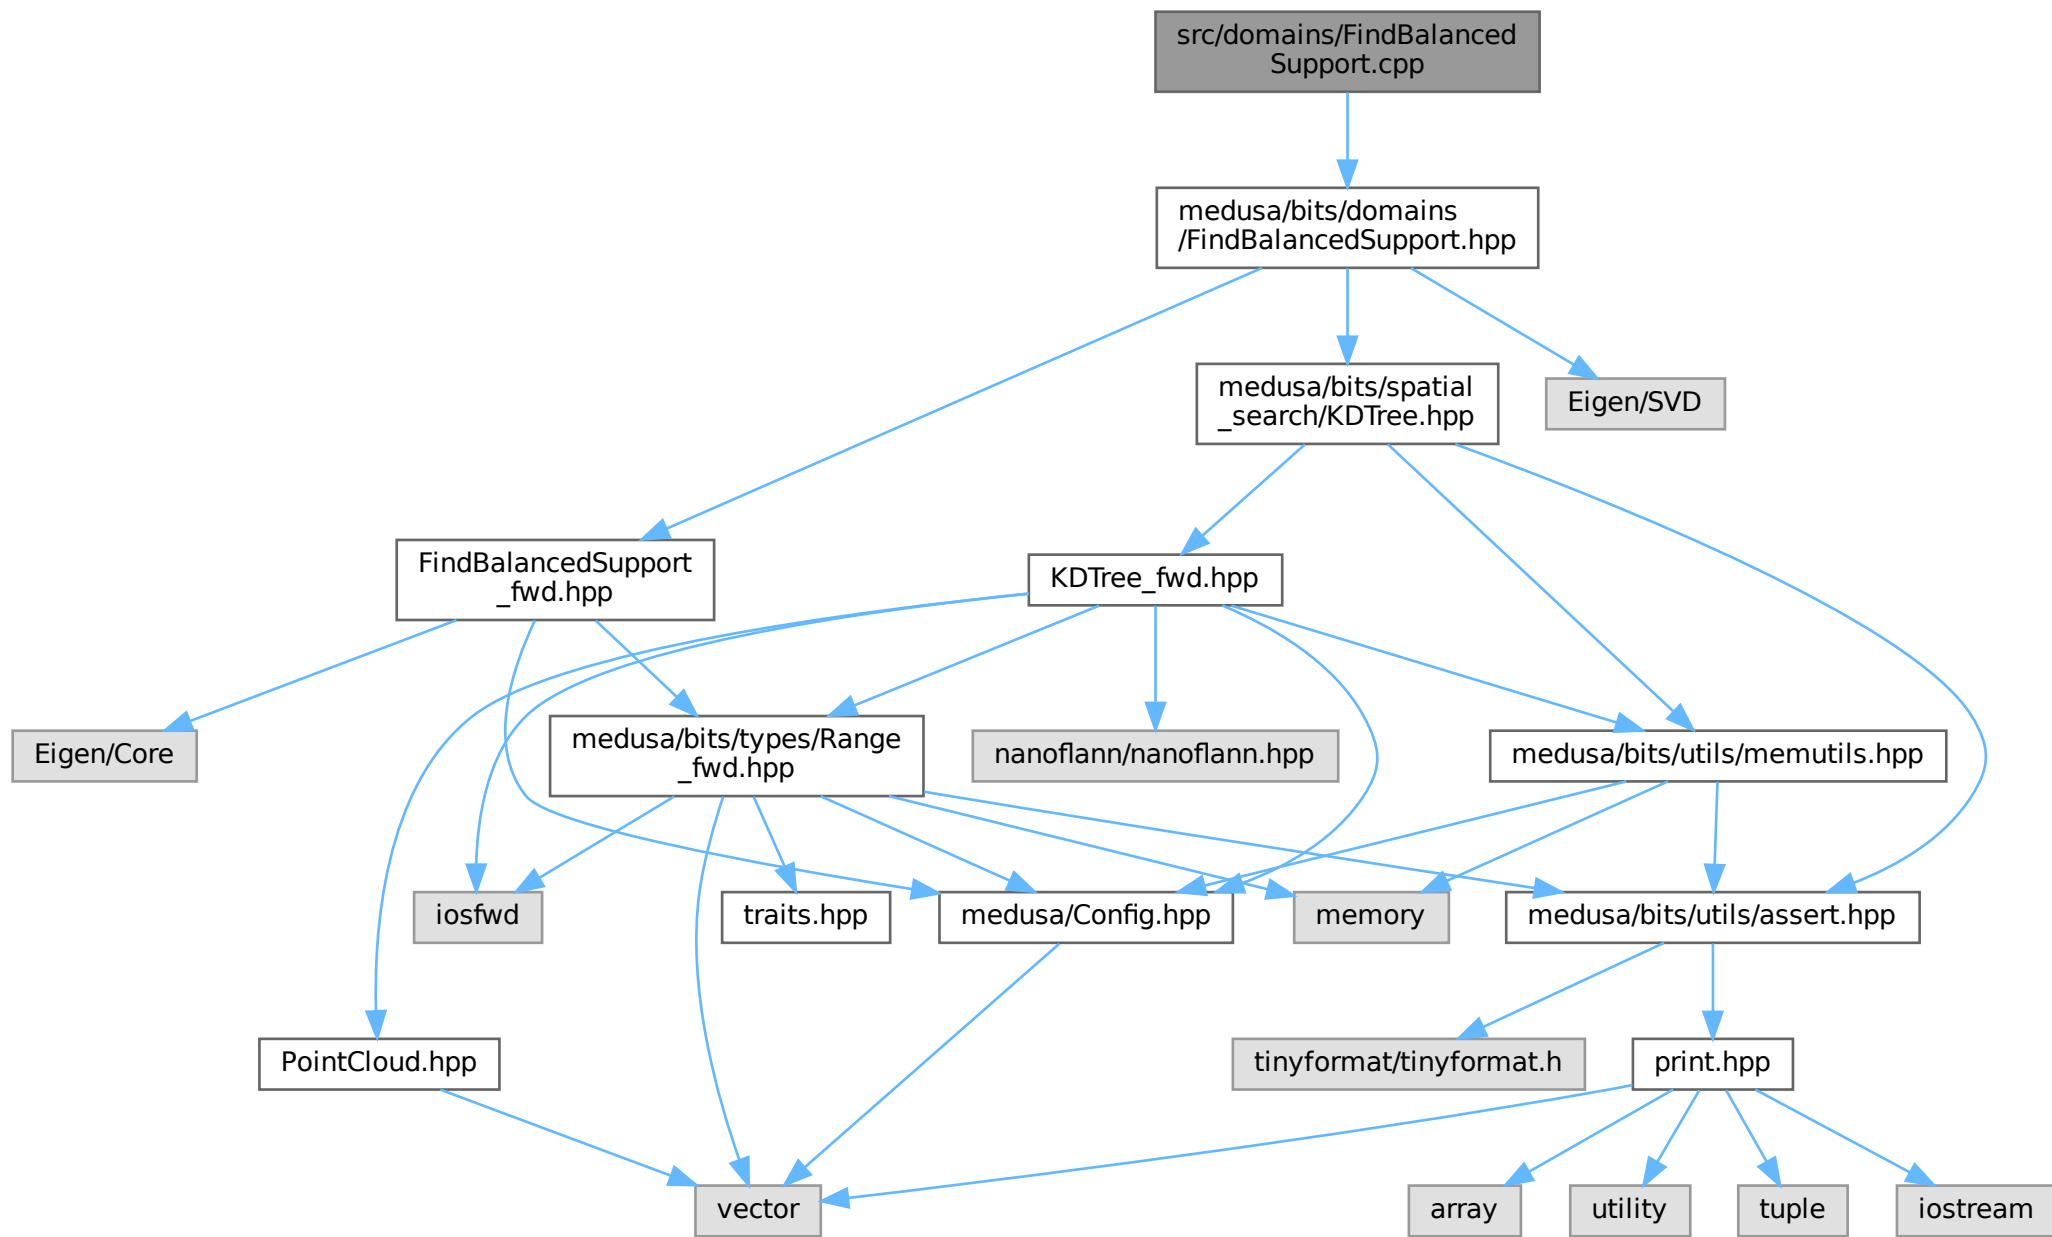 src/domains/FindBalanced
Support.cpp
medusa/bits/domains
/FindBalancedSupport.hpp
medusa/bits/spatial
_search/KDTree.hpp
Eigen/SVD
FindBalancedSupport
_fwd.hpp
KDTree_fwd.hpp
Eigen/Core
medusa/bits/types/Range
_fwd.hpp
nanoflann/nanoflann.hpp
medusa/bits/utils/memutils.hpp
iosfwd
traits.hpp
medusa/Config.hpp
memory
medusa/bits/utils/assert.hpp
PointCloud.hpp
tinyformat/tinyformat.h
print.hpp
vector
array
utility
tuple
iostream